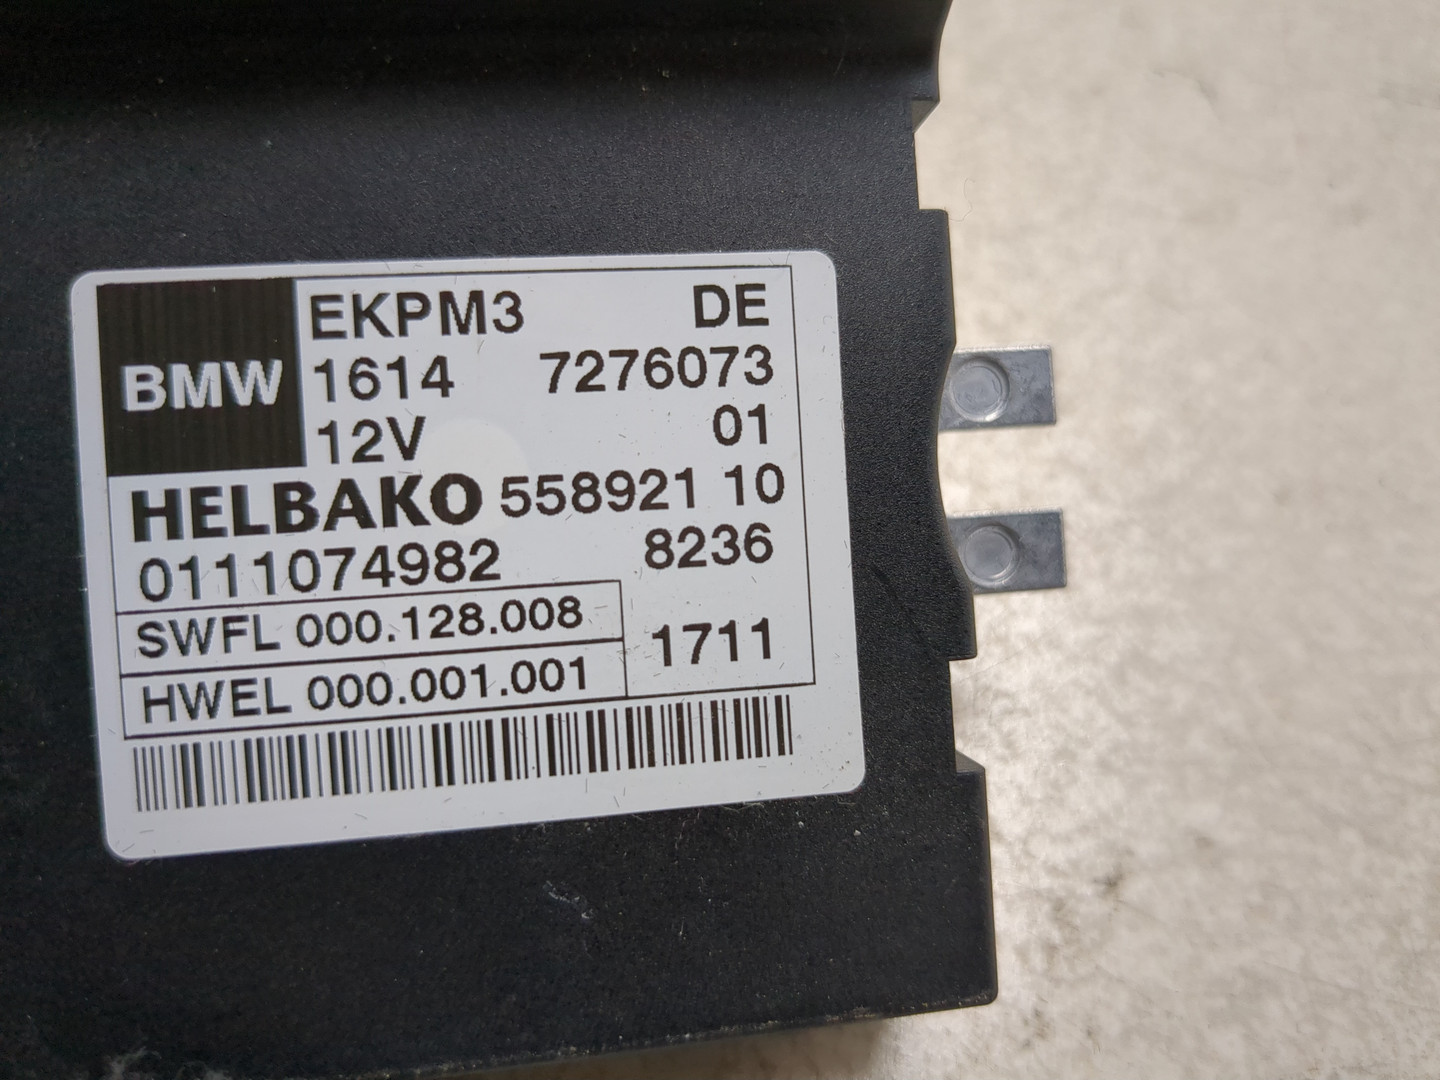 BMW
EKPM3 DE
1614 7276073
12V 01
HELBAKO 558921 10
0111074982 8236
SWFL 000.128.008
1711
HWEL 000.001.001